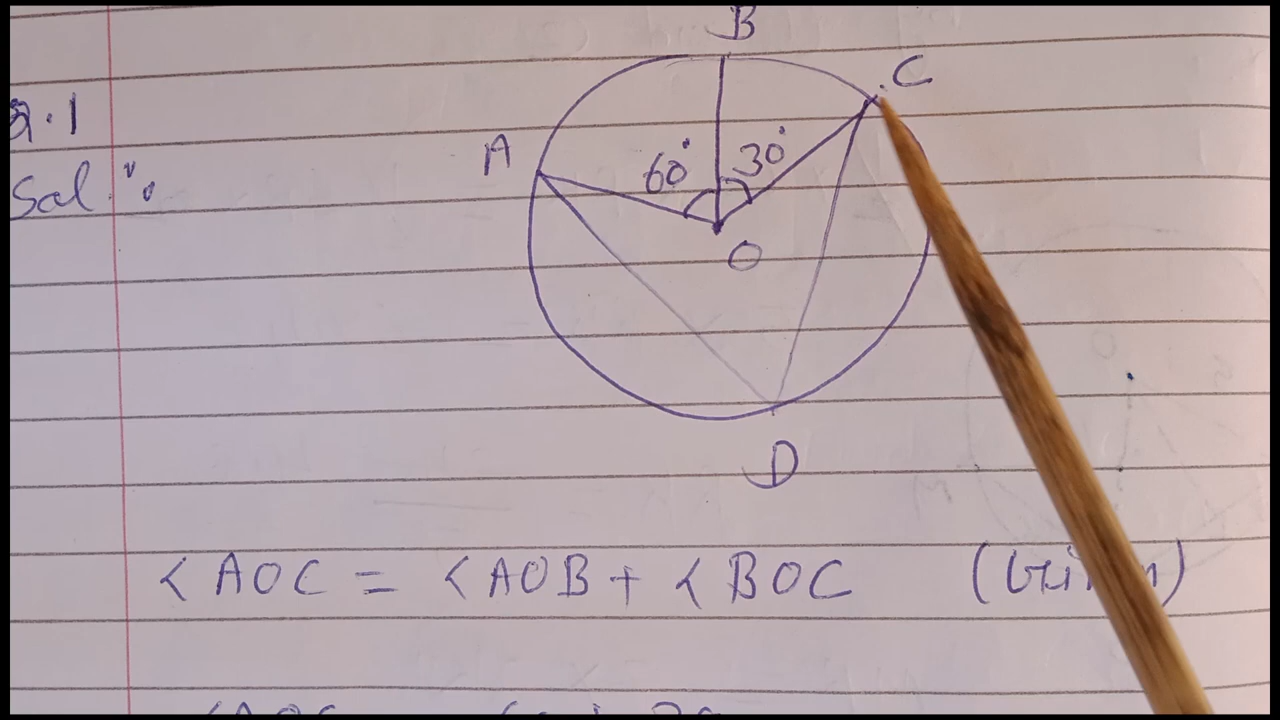 B
C
Q.1
A
60° 30°
Sol :
O
D
<AOC = <AOB + <BOC